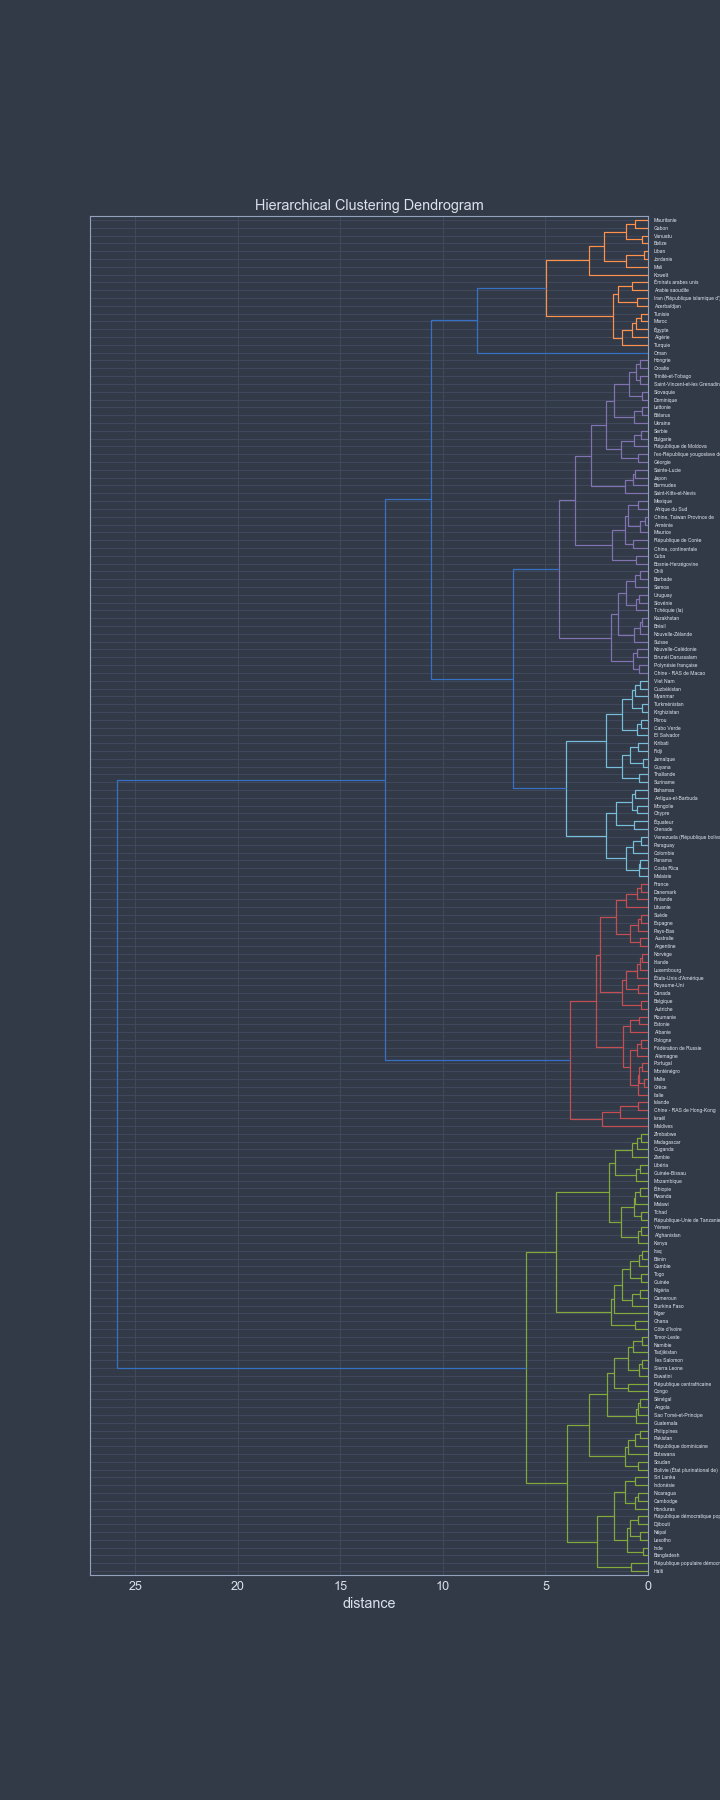 Hierarchical Clustering Dendrogram
Mauritanie
Gabon
Vanuatu
Belize
Liban
Jordanie
Mali
Koweït
Émirats arabes unis
Arabie saoudite
Iran (République islamique d'
Azerbaïdjan
Tunisie
Maroc
Égypte
Algérie
Turquie
Oman
Hongrie
Croatie
Trinité-et-Tobago
Saint-Vincent-et-les Grenadin
Slovaquie
Dominique
Lettonie
Bélarus
Ukraine
Serbie
Bulgarie
République de Moldova
l'ex-République yougoslave de
Géorgie
Sainte-Lucie
Japon
Bermudes
Saint-Kitts-et-Nevis
Mexique
Afrique du Sud
Chine, Taiwan Province de
Arménie
Maurice
République de Corée
Chine, continentale
Cuba
Bosnie-Herzégovine
Chili
Barbade
Samoa
Uruguay
Slovénie
Tchéquie (la)
Kazakhstan
Brésil
Nouvelle-Zélande
Suisse
Nouvelle-Calédonie
Brunéi Darussalam
Polynésie française
Chine - RAS de Macao
Viet Nam
Ouzbékistan
Myanmar
Turkménistan
Kirghizistan
Pérou
Cabo Verde
El Salvador
Kiribati
Fidji
Jamaïque
Guyana
Thaïlande
Suriname
Bahamas
Antigua-et-Barbuda
Mongolie
Chypre
Équateur
Grenade
Venezuela (République boliva
Paraguay
Colombie
Panama
Costa Rica
Malaisie
France
Danemark
Finlande
Lituanie
Suède
Espagne
Pays-Bas
Australie
Argentine
Norvège
Irlande
Luxembourg
États-Unis d'Amérique
Royaume-Uni
Canada
Belgique
Autriche
Roumanie
Estonie
Albanie
Pologne
Fédération de Russie
Allemagne
Portugal
Monténégro
Malte
Grèce
Italie
Islande
Chine - RAS de Hong-Kong
Israël
Maldives
Zimbabwe
Madagascar
Ouganda
Zambie
Libéria
Guinée-Bissau
Mozambique
Éthiopie
Rwanda
Malawi
Tchad
République-Unie de Tanzanie
Yémen
Afghanistan
Kenya
Iraq
Bénin
Gambie
Togo
Guinée
Nigéria
Cameroun
Burkina Faso
Niger
Ghana
Côte d'Ivoire
Timor-Leste
Namibie
Tadjikistan
Îles Salomon
Sierra Leone
Eswatini
République centrafricaine
Congo
Sénégal
Angola
Sao Tomé-et-Principe
Guatemala
Philippines
Pakistan
République dominicaine
Botswana
Soudan
Bolivie (État plurinational de)
Sri Lanka
Indonésie
Nicaragua
Cambodge
Honduras
République démocratique pop
Djibouti
Népal
Lesotho
Inde
Bangladesh
République populaire démocr
Haïti
25 20 15 10 5 0
distance